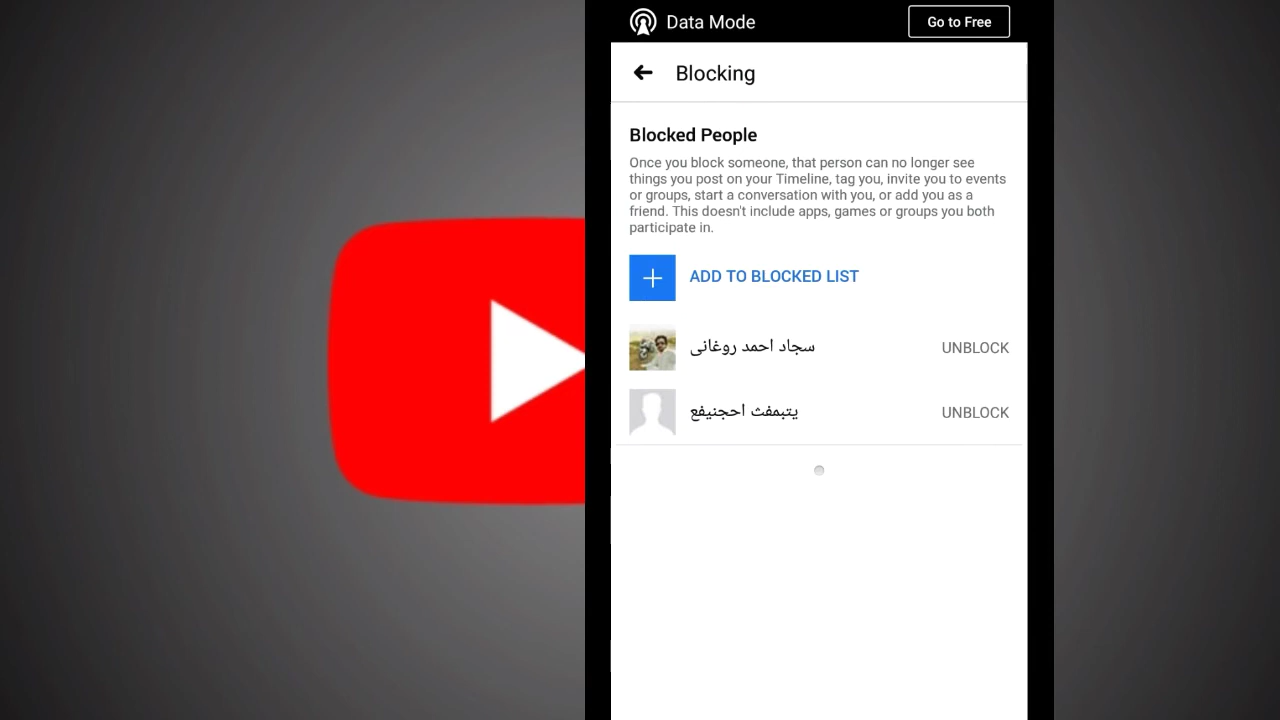 Data Mode
Go to Free
Blocking
Blocked People
Once you block someone, that person can no longer see
things you post on your Timeline, tag you, invite you to events
or groups, start a conversation with you, or add you as a
friend. This doesn't include apps, games or groups you both
participate in.
ADD TO BLOCKED LIST
سجاد احمد روغانی
UNBLOCK
یتبمفث احجنیفع
UNBLOCK